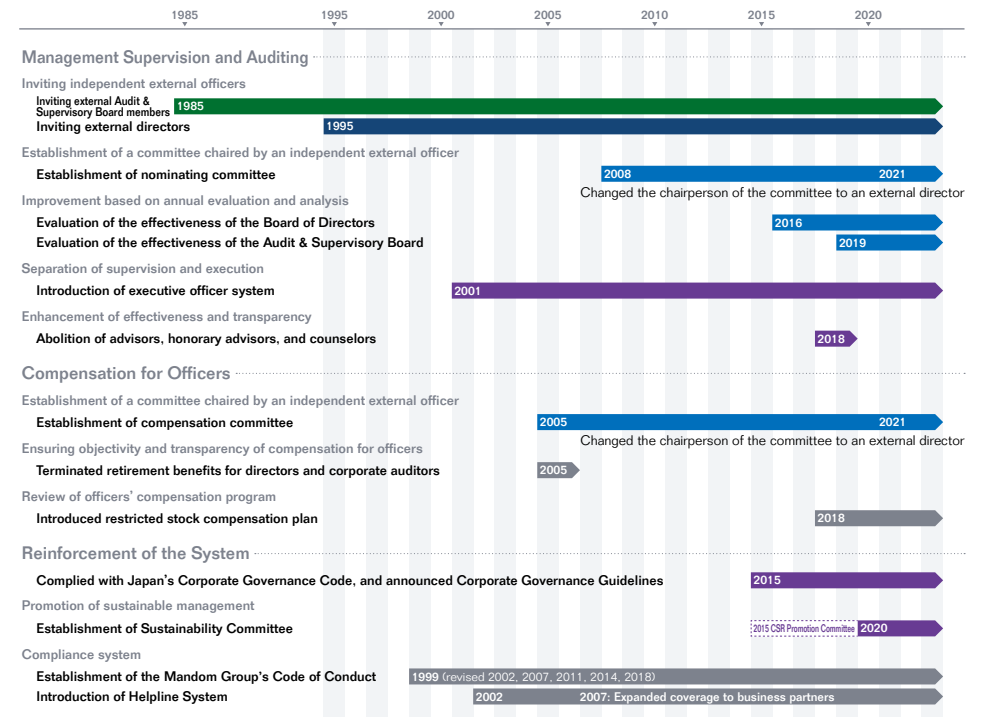 1985 1995 2000 2005 2010 2015 2020
Management Supervision and Auditing
Inviting independent external officers
Inviting external Audit &
Supervisory Board members 1985
Inviting external directors 1995
Establishment of a committee chaired by an independent external officer
Establishment of nominating committee 2008 2021
Changed the chairperson of the committee to an external director
Improvement based on annual evaluation and analysis
Evaluation of the effectiveness of the Board of Directors 2016
Evaluation of the effectiveness of the Audit & Supervisory Board 2019
Separation of supervision and execution
Introduction of executive officer system 2001
Enhancement of effectiveness and transparency
Abolition of advisors, honorary advisors, and counselors 2018
Compensation for Officers
Establishment of a committee chaired by an independent external officer
Establishment of compensation committee 2005 2021
Changed the chairperson of the committee to an external director
Ensuring objectivity and transparency of compensation for officers
Terminated retirement benefits for directors and corporate auditors 2005
Review of officers' compensation program
Introduced restricted stock compensation plan 2018
Reinforcement of the System
Complied with Japan's Corporate Governance Code, and announced Corporate Governance Guidelines 2015
Promotion of sustainable management
Establishment of Sustainability Committee 2015 CSR Promotion Committee 2020
Compliance system
Establishment of the Mandom Group's Code of Conduct 1999 (revised 2002, 2007, 2011, 2014, 2018)
Introduction of Helpline System 2002 2007: Expanded coverage to business partners